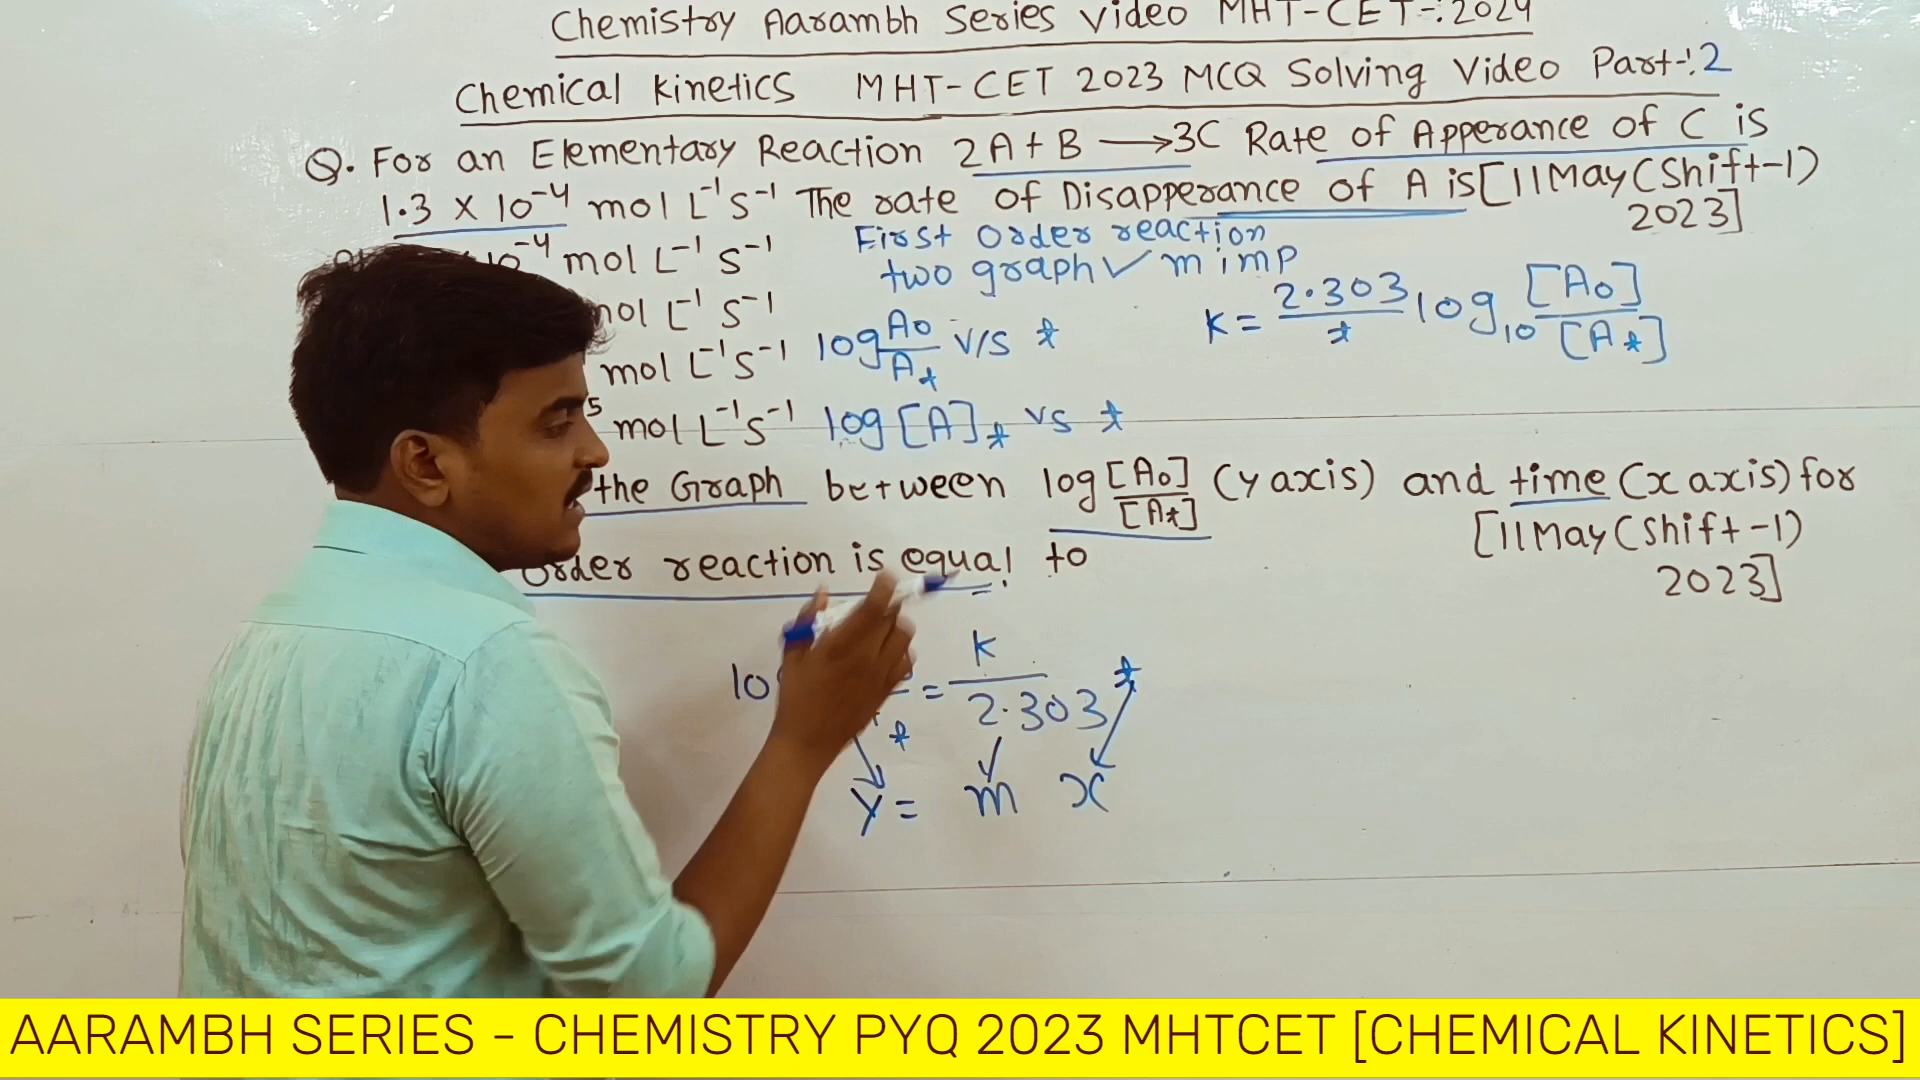 Chemistry Aarambh Series Video MHT-CET-:2024
Chemical Kinetics MHT-CET 2023 MCQ Solving Video Part-:2
Q. For an Elementary Reaction 2A + B ⟶ 3C Rate of Apperance of C is
1.3 × 10⁻⁴ mol L⁻¹ S⁻¹ The rate of Disapperance of A is [11 May (Shift-1)
2023]
10⁻⁴ mol L⁻¹ S⁻¹
mol L⁻¹ S⁻¹
mol L⁻¹ S⁻¹
5 mol L⁻¹ S⁻¹
First Order reaction
two graph ✓ m imp
log A₀/Aₜ v/s t
log [A]ₜ vs t
K = 2.303/t log₁₀ [A₀]/[Aₜ]
the Graph between log [A₀]/[Aₜ] (y axis) and time (x axis) for
[11 May (Shift-1)
2023]
Order reaction is equal to
= K/2.303 t
y = m x
AARAMBH SERIES - CHEMISTRY PYQ 2023 MHTCET [CHEMICAL KINETICS]